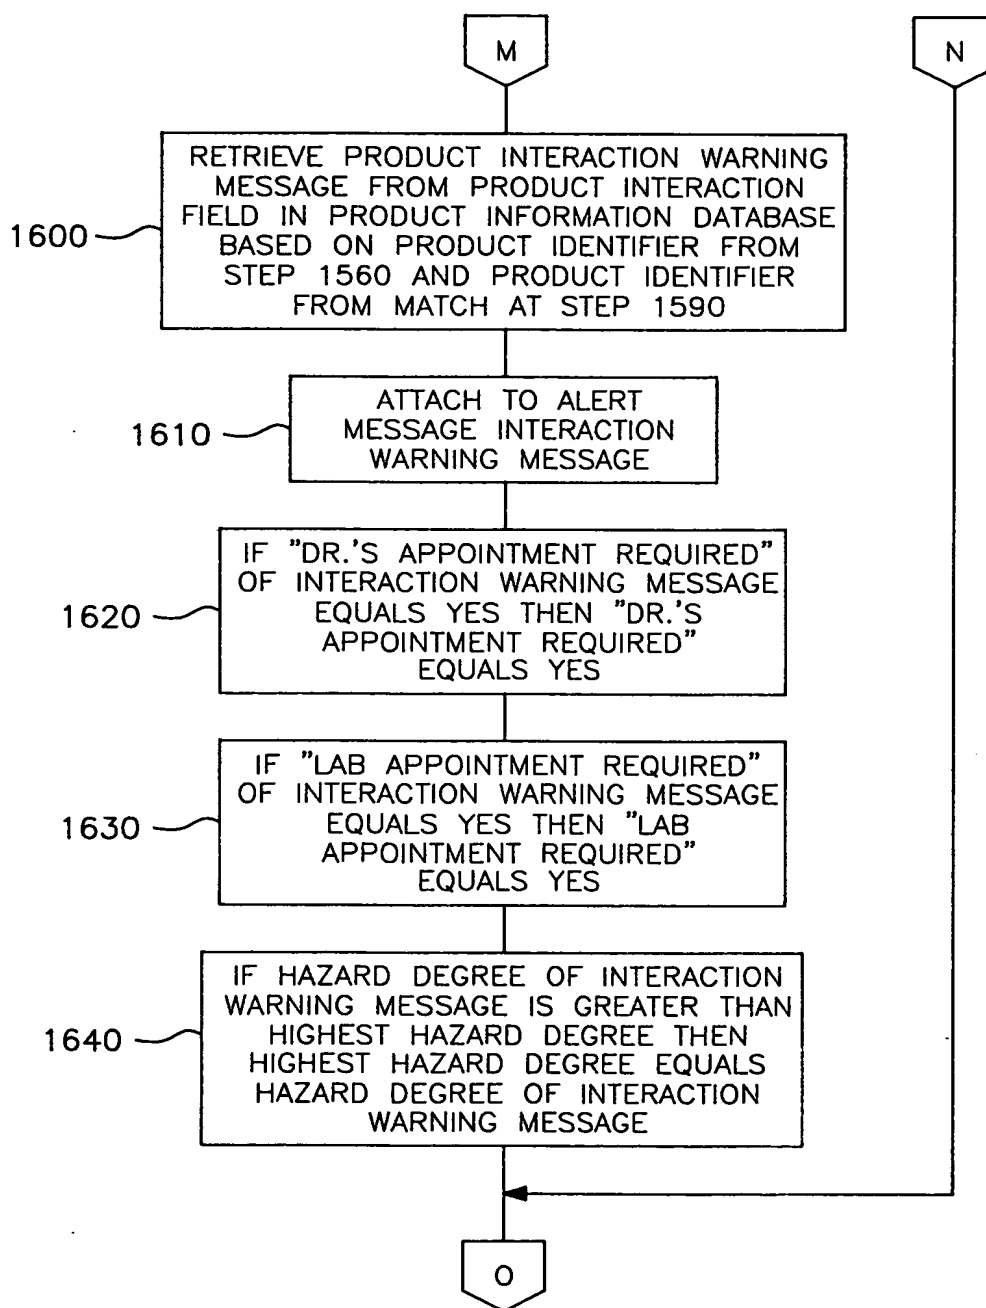 M
N
RETRIEVE PRODUCT INTERACTION WARNING
MESSAGE FROM PRODUCT INTERACTION
FIELD IN PRODUCT INFORMATION DATABASE
BASED ON PRODUCT IDENTIFIER FROM
STEP 1560 AND PRODUCT IDENTIFIER
FROM MATCH AT STEP 1590
1600
ATTACH TO ALERT
MESSAGE INTERACTION
WARNING MESSAGE
1610
IF "DR.'S APPOINTMENT REQUIRED"
OF INTERACTION WARNING MESSAGE
EQUALS YES THEN "DR.'S
APPOINTMENT REQUIRED"
EQUALS YES
1620
IF "LAB APPOINTMENT REQUIRED"
OF INTERACTION WARNING MESSAGE
EQUALS YES THEN "LAB
APPOINTMENT REQUIRED"
EQUALS YES
1630
IF HAZARD DEGREE OF INTERACTION
WARNING MESSAGE IS GREATER THAN
HIGHEST HAZARD DEGREE THEN
HIGHEST HAZARD DEGREE EQUALS
HAZARD DEGREE OF INTERACTION
WARNING MESSAGE
1640
O